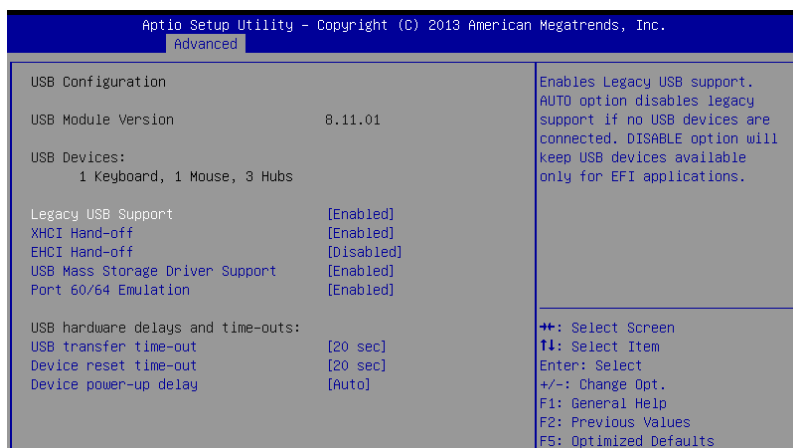 Aptio Setup Utility – Copyright (C) 2013 American Megatrends, Inc.
Advanced
USB Configuration
USB Module Version 8.11.01
USB Devices:
1 Keyboard, 1 Mouse, 3 Hubs
Legacy USB Support [Enabled]
XHCI Hand-off [Enabled]
EHCI Hand-off [Disabled]
USB Mass Storage Driver Support [Enabled]
Port 60/64 Emulation [Enabled]
USB hardware delays and time-outs:
USB transfer time-out [20 sec]
Device reset time-out [20 sec]
Device power-up delay [Auto]
Enables Legacy USB support.
AUTO option disables legacy
support if no USB devices are
connected. DISABLE option will
keep USB devices available
only for EFI applications.
→←: Select Screen
↑↓: Select Item
Enter: Select
+/-: Change Opt.
F1: General Help
F2: Previous Values
F5: Optimized Defaults